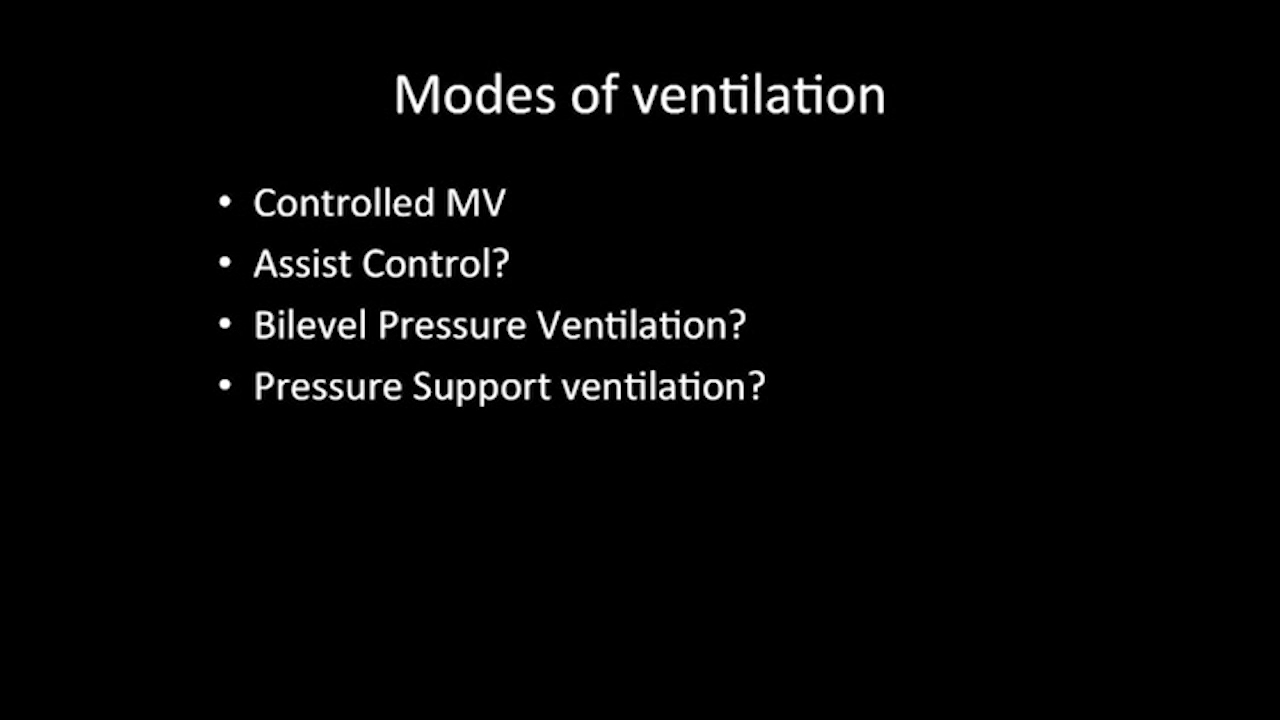 Modes of ventilation
• Controlled MV
• Assist Control?
• Bilevel Pressure Ventilation?
• Pressure Support ventilation?